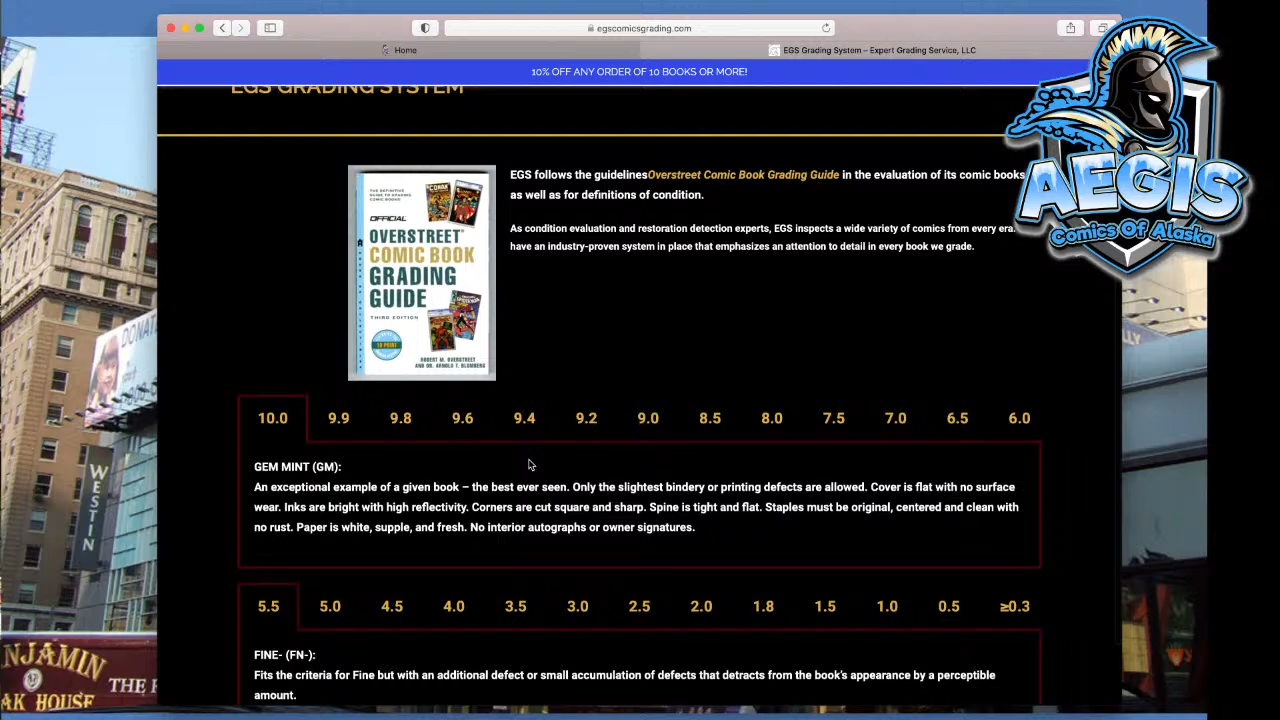 egscomicsgrading.com
Home
EGS Grading System – Expert Grading Service, LLC
10% OFF ANY ORDER OF 10 BOOKS OR MORE!
EGS GRADING SYSTEM
EGS follows the guidelinesOverstreet Comic Book Grading Guide in the evaluation of its comic books
as well as for definitions of condition.
As condition evaluation and restoration detection experts, EGS inspects a wide variety of comics from every era.
have an industry-proven system in place that emphasizes an attention to detail in every book we grade.
THE DEFINITIVE
GUIDE TO GRADING
COMIC BOOKS!
OFFICIAL
OVERSTREET
COMIC BOOK
GRADING
GUIDE
THIRD EDITION
10 POINT
ROBERT M. OVERSTREET
AND DR. ARNOLD T. BLUMBERG
AEGIS
Comics Of Alaska
10.0 9.9 9.8 9.6 9.4 9.2 9.0 8.5 8.0 7.5 7.0 6.5 6.0
GEM MINT (GM):
An exceptional example of a given book – the best ever seen. Only the slightest bindery or printing defects are allowed. Cover is flat with no surface
wear. Inks are bright with high reflectivity. Corners are cut square and sharp. Spine is tight and flat. Staples must be original, centered and clean with
no rust. Paper is white, supple, and fresh. No interior autographs or owner signatures.
5.5 5.0 4.5 4.0 3.5 3.0 2.5 2.0 1.8 1.5 1.0 0.5 ≥0.3
FINE- (FN-):
Fits the criteria for Fine but with an additional defect or small accumulation of defects that detracts from the book's appearance by a perceptible
amount.
WESTIN
DONAT
NJAMIN
AK HOUSE
THE
LLY